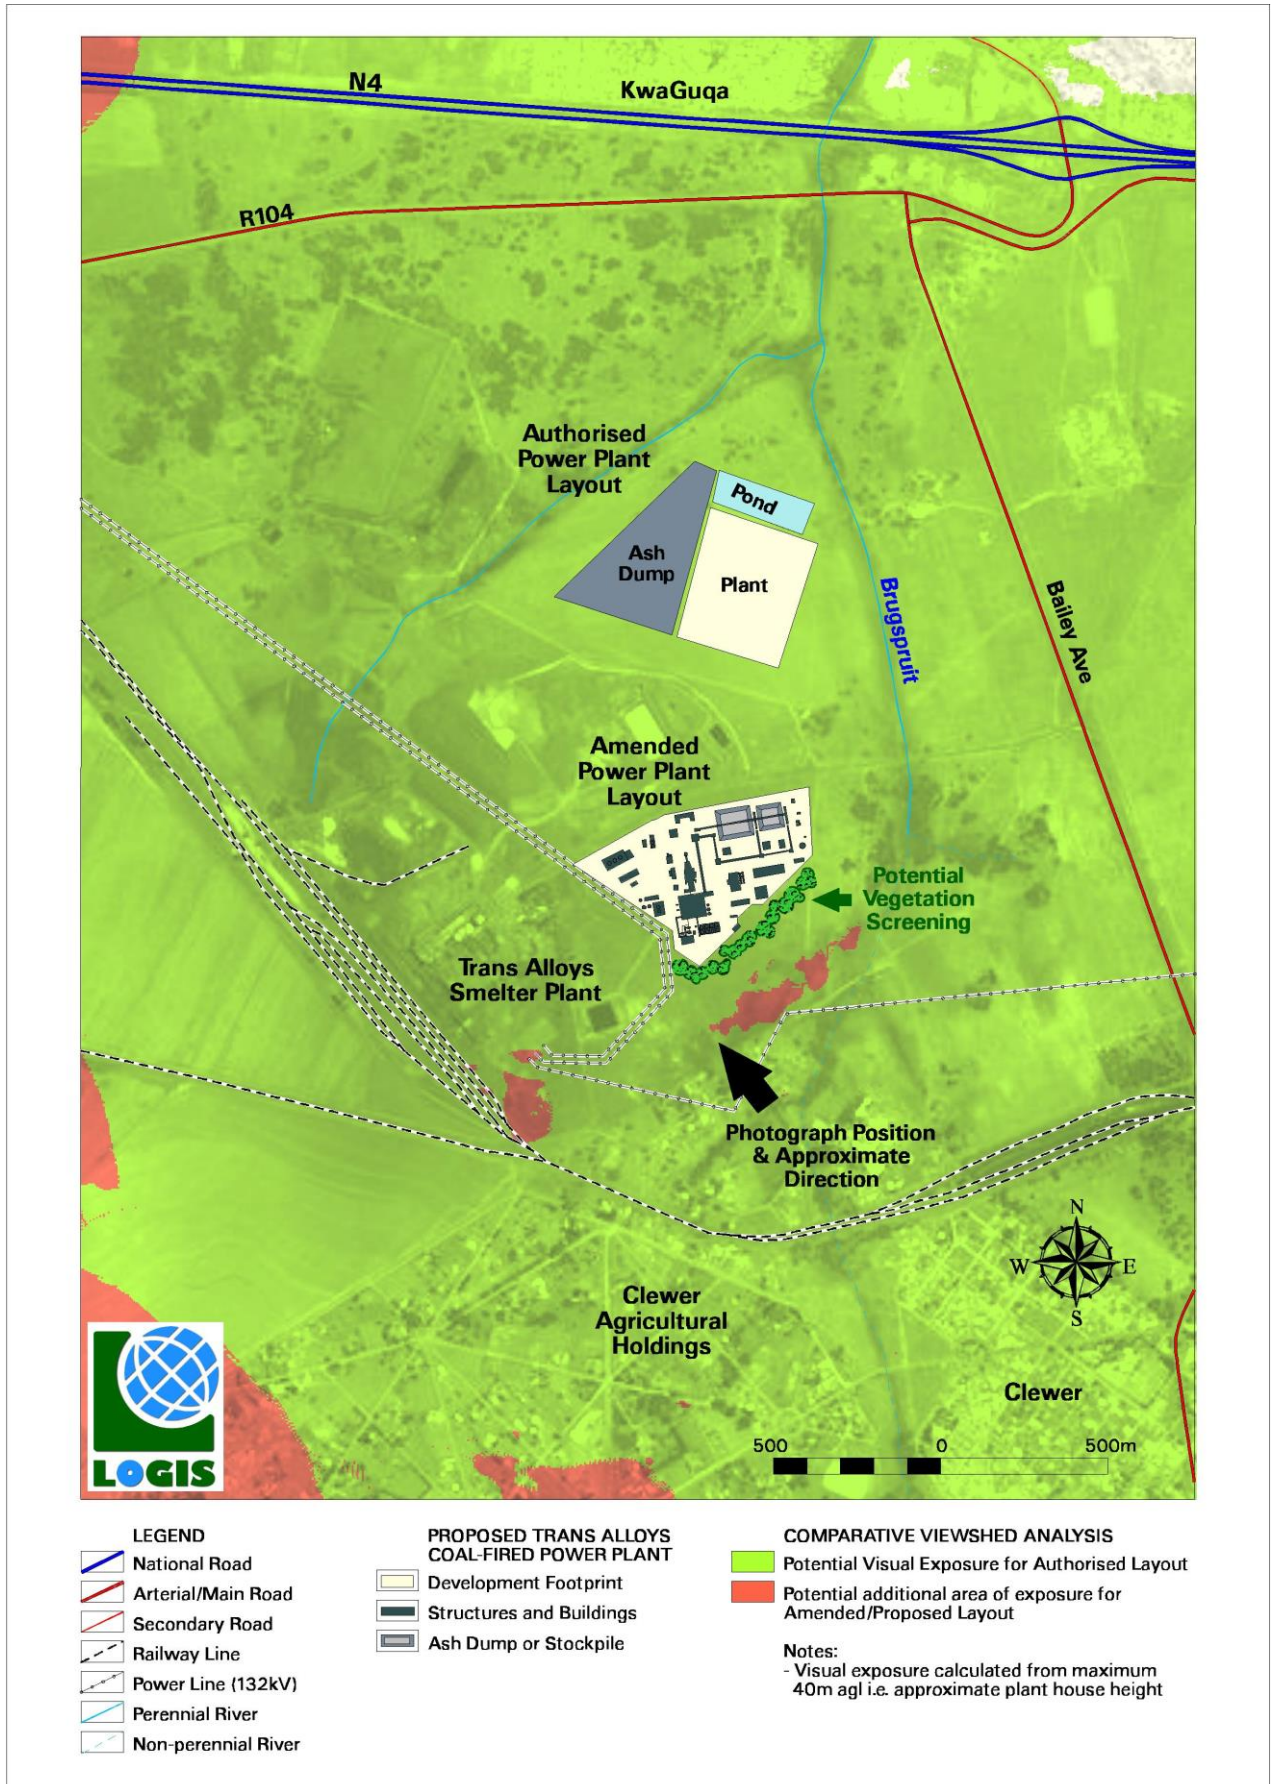 N4
KwaGuqa
R104
Authorised
Power Plant
Layout
Pond
Ash
Dump
Plant
Brugspruit
Bailey Ave
Amended
Power Plant
Layout
Potential
Vegetation
Screening
Trans Alloys
Smelter Plant
Photograph Position
& Approximate
Direction
N
W
E
S
Clewer
Agricultural
Holdings
Clewer
500 0 500m
LOGIS
LEGEND
National Road
Arterial/Main Road
Secondary Road
Railway Line
Power Line (132kV)
Perennial River
Non-perennial River
PROPOSED TRANS ALLOYS
COAL-FIRED POWER PLANT
Development Footprint
Structures and Buildings
Ash Dump or Stockpile
COMPARATIVE VIEWSHED ANALYSIS
Potential Visual Exposure for Authorised Layout
Potential additional area of exposure for
Amended/Proposed Layout
Notes:
- Visual exposure calculated from maximum
40m agl i.e. approximate plant house height